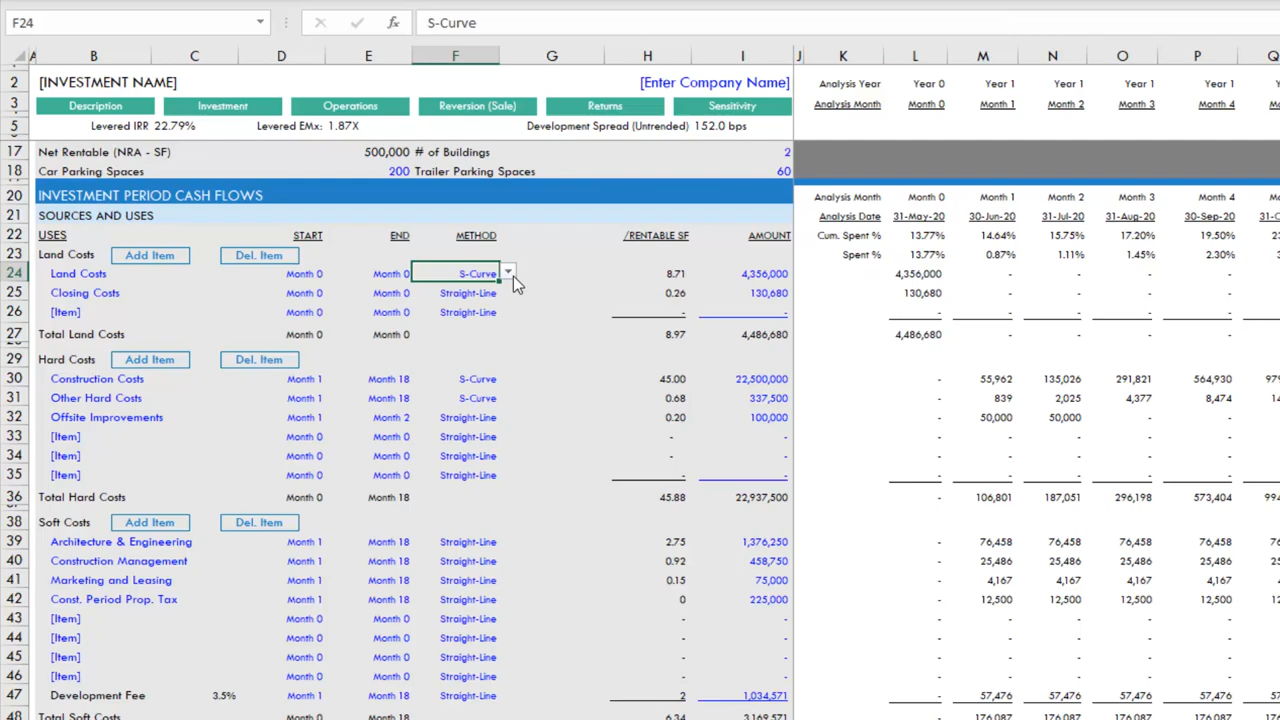 F24 fx S-Curve
A B C D E F G H I J K L M N O P Q
2 [INVESTMENT NAME] [Enter Company Name] Analysis Year Year 0 Year 1 Year 1 Year 1 Year 1
3 Description Investment Operations Reversion (Sale) Returns Sensitivity Analysis Month Month 0 Month 1 Month 2 Month 3 Month 4
5 Levered IRR 22.79% Levered EMx: 1.87X Development Spread (Untrended) 152.0 bps
17 Net Rentable (NRA - SF) 500,000 # of Buildings 2
18 Car Parking Spaces 200 Trailer Parking Spaces 60
20 INVESTMENT PERIOD CASH FLOWS Analysis Month Month 0 Month 1 Month 2 Month 3 Month 4
21 SOURCES AND USES Analysis Date 31-May-20 30-Jun-20 31-Jul-20 31-Aug-20 30-Sep-20
22 USES START END METHOD /RENTABLE SF AMOUNT Cum. Spent % 13.77% 14.64% 15.75% 17.20% 19.50%
23 Land Costs Add Item Del. Item Spent % 13.77% 0.87% 1.11% 1.45% 2.30%
24 Land Costs Month 0 Month 0 S-Curve 8.71 4,356,000 4,356,000 - - - -
25 Closing Costs Month 0 Month 0 Straight-Line 0.26 130,680 130,680 - - - -
26 [Item] Month 0 Month 0 Straight-Line - - - - - - -
27 Total Land Costs Month 0 Month 0 8.97 4,486,680 4,486,680 - - - -
29 Hard Costs Add Item Del. Item
30 Construction Costs Month 1 Month 18 S-Curve 45.00 22,500,000 - 55,962 135,026 291,821 564,930
31 Other Hard Costs Month 1 Month 18 S-Curve 0.68 337,500 - 839 2,025 4,377 8,474
32 Offsite Improvements Month 1 Month 2 Straight-Line 0.20 100,000 - 50,000 50,000 - -
33 [Item] Month 0 Month 0 Straight-Line - - - - - - -
34 [Item] Month 0 Month 0 Straight-Line - - - - - - -
35 [Item] Month 0 Month 0 Straight-Line - - - - - - -
36 Total Hard Costs Month 0 Month 18 45.88 22,937,500 - 106,801 187,051 296,198 573,404
38 Soft Costs Add Item Del. Item
39 Architecture & Engineering Month 1 Month 18 Straight-Line 2.75 1,376,250 - 76,458 76,458 76,458 76,458
40 Construction Management Month 1 Month 18 Straight-Line 0.92 458,750 - 25,486 25,486 25,486 25,486
41 Marketing and Leasing Month 1 Month 18 Straight-Line 0.15 75,000 - 4,167 4,167 4,167 4,167
42 Const. Period Prop. Tax Month 1 Month 18 Straight-Line 0 225,000 - 12,500 12,500 12,500 12,500
43 [Item] Month 0 Month 0 Straight-Line - - - - - - -
44 [Item] Month 0 Month 0 Straight-Line - - - - - - -
45 [Item] Month 0 Month 0 Straight-Line - - - - - - -
46 [Item] Month 0 Month 0 Straight-Line - - - - - - -
47 Development Fee 3.5% Month 1 Month 18 Straight-Line 2 1,034,571 - 57,476 57,476 57,476 57,476
48 Total Soft Costs Month 0 Month 18 6.34 3,169,571 - 176,087 176,087 176,087 176,087